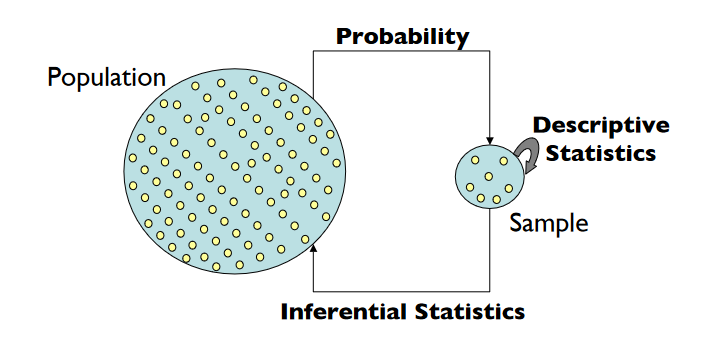 Probability
Population
Descriptive
Statistics
Sample
Inferential Statistics